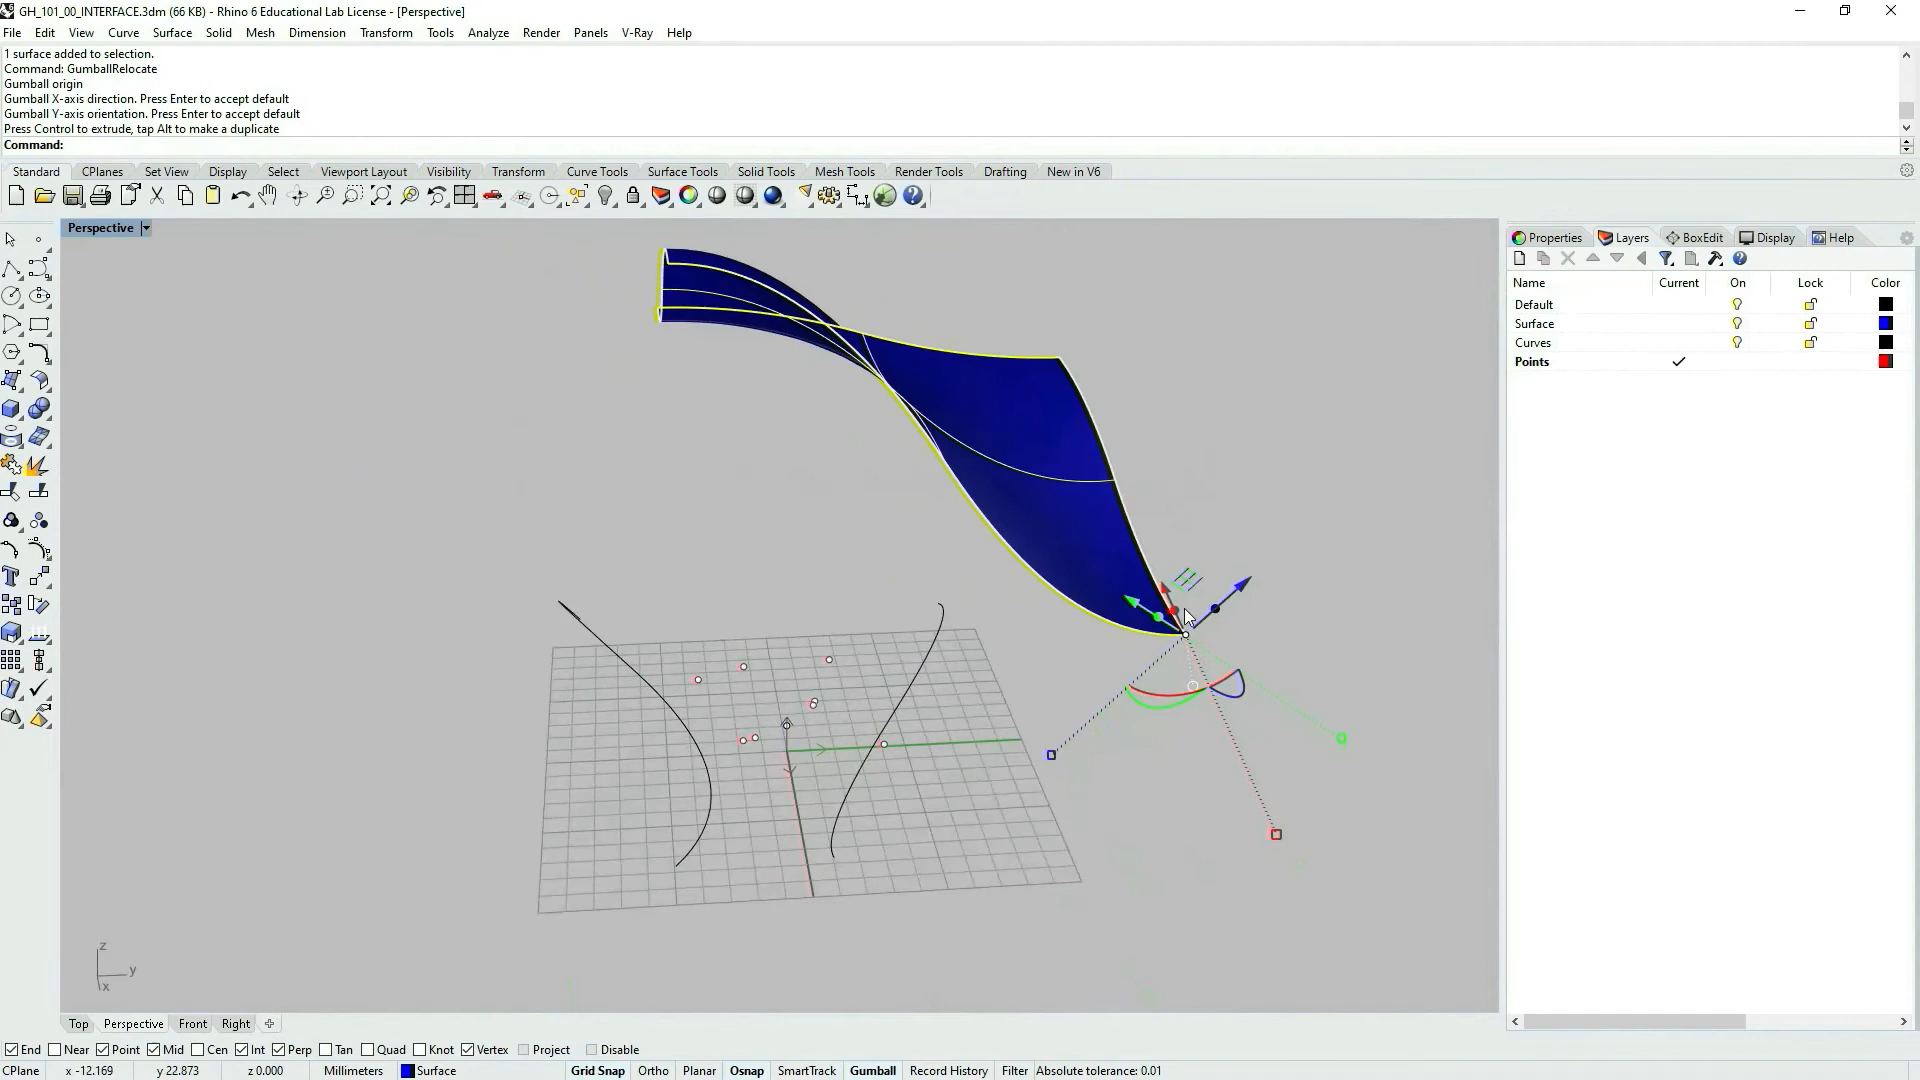 GH_101_00_INTERFACE.3dm (66 KB) - Rhino 6 Educational Lab License - [Perspective]
File Edit View Curve Surface Solid Mesh Dimension Transform Tools Analyze Render Panels V-Ray Help
1 surface added to selection.
Command: GumballRelocate
Gumball origin
Gumball X-axis direction. Press Enter to accept default
Gumball Y-axis orientation. Press Enter to accept default
Press Control to extrude, tap Alt to make a duplicate
Command:
Standard CPlanes Set View Display Select Viewport Layout Visibility Transform Curve Tools Surface Tools Solid Tools Mesh Tools Render Tools Drafting New in V6
Perspective
Properties Layers BoxEdit Display Help
Name Current On Lock Color
Default
Surface
Curves
Points
z
y
x
Top Perspective Front Right
End Near Point Mid Cen Int Perp Tan Quad Knot Vertex Project Disable
CPlane x -12.169 y 22.873 z 0.000 Millimeters Surface Grid Snap Ortho Planar Osnap SmartTrack Gumball Record History Filter Absolute tolerance: 0.01